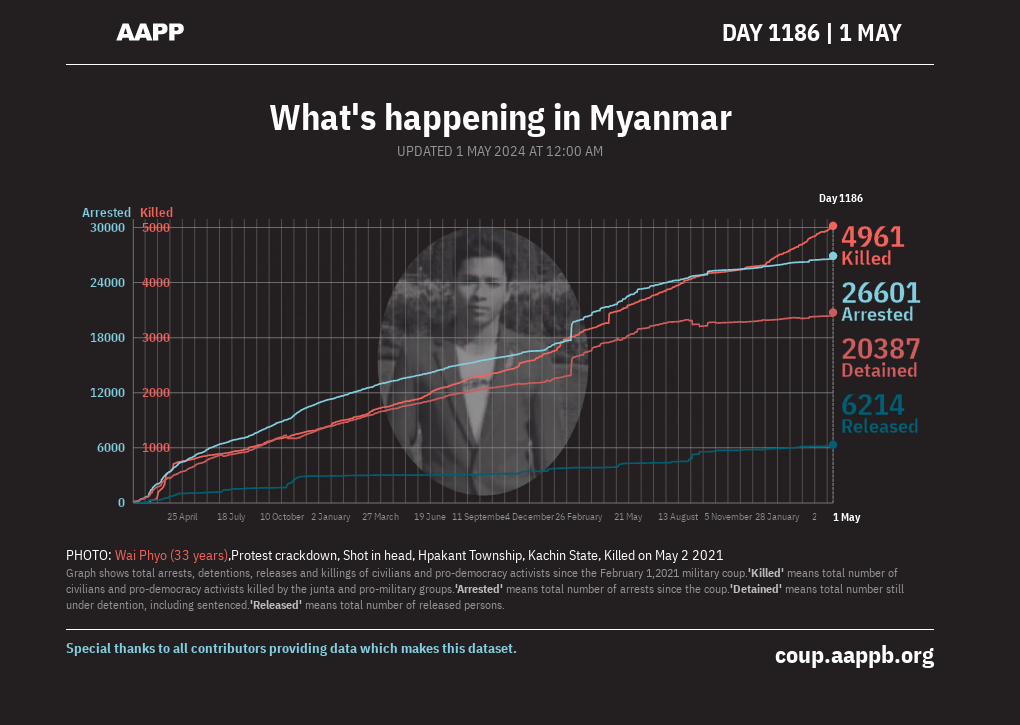 AAPP
DAY 1186 | 1 MAY
What's happening in Myanmar
UPDATED 1 MAY 2024 AT 12:00 AM
Day 1186
Arrested Killed
30000 5000
24000 4000
18000 3000
12000 2000
6000 1000
0
4961
Killed
26601
Arrested
20387
Detained
6214
Released
25 April 18 July 10 October 2 January 27 March 19 June 11 September 4 December 26 February 21 May 13 August 5 November 28 January 2 1 May
PHOTO: Wai Phyo (33 years),Protest crackdown, Shot in head, Hpakant Township, Kachin State, Killed on May 2 2021
Graph shows total arrests, detentions, releases and killings of civilians and pro-democracy activists since the February 1,2021 military coup.'Killed' means total number of
civilians and pro-democracy activists killed by the junta and pro-military groups.'Arrested' means total number of arrests since the coup.'Detained' means total number still
under detention, including sentenced.'Released' means total number of released persons.
Special thanks to all contributors providing data which makes this dataset.
coup.aappb.org